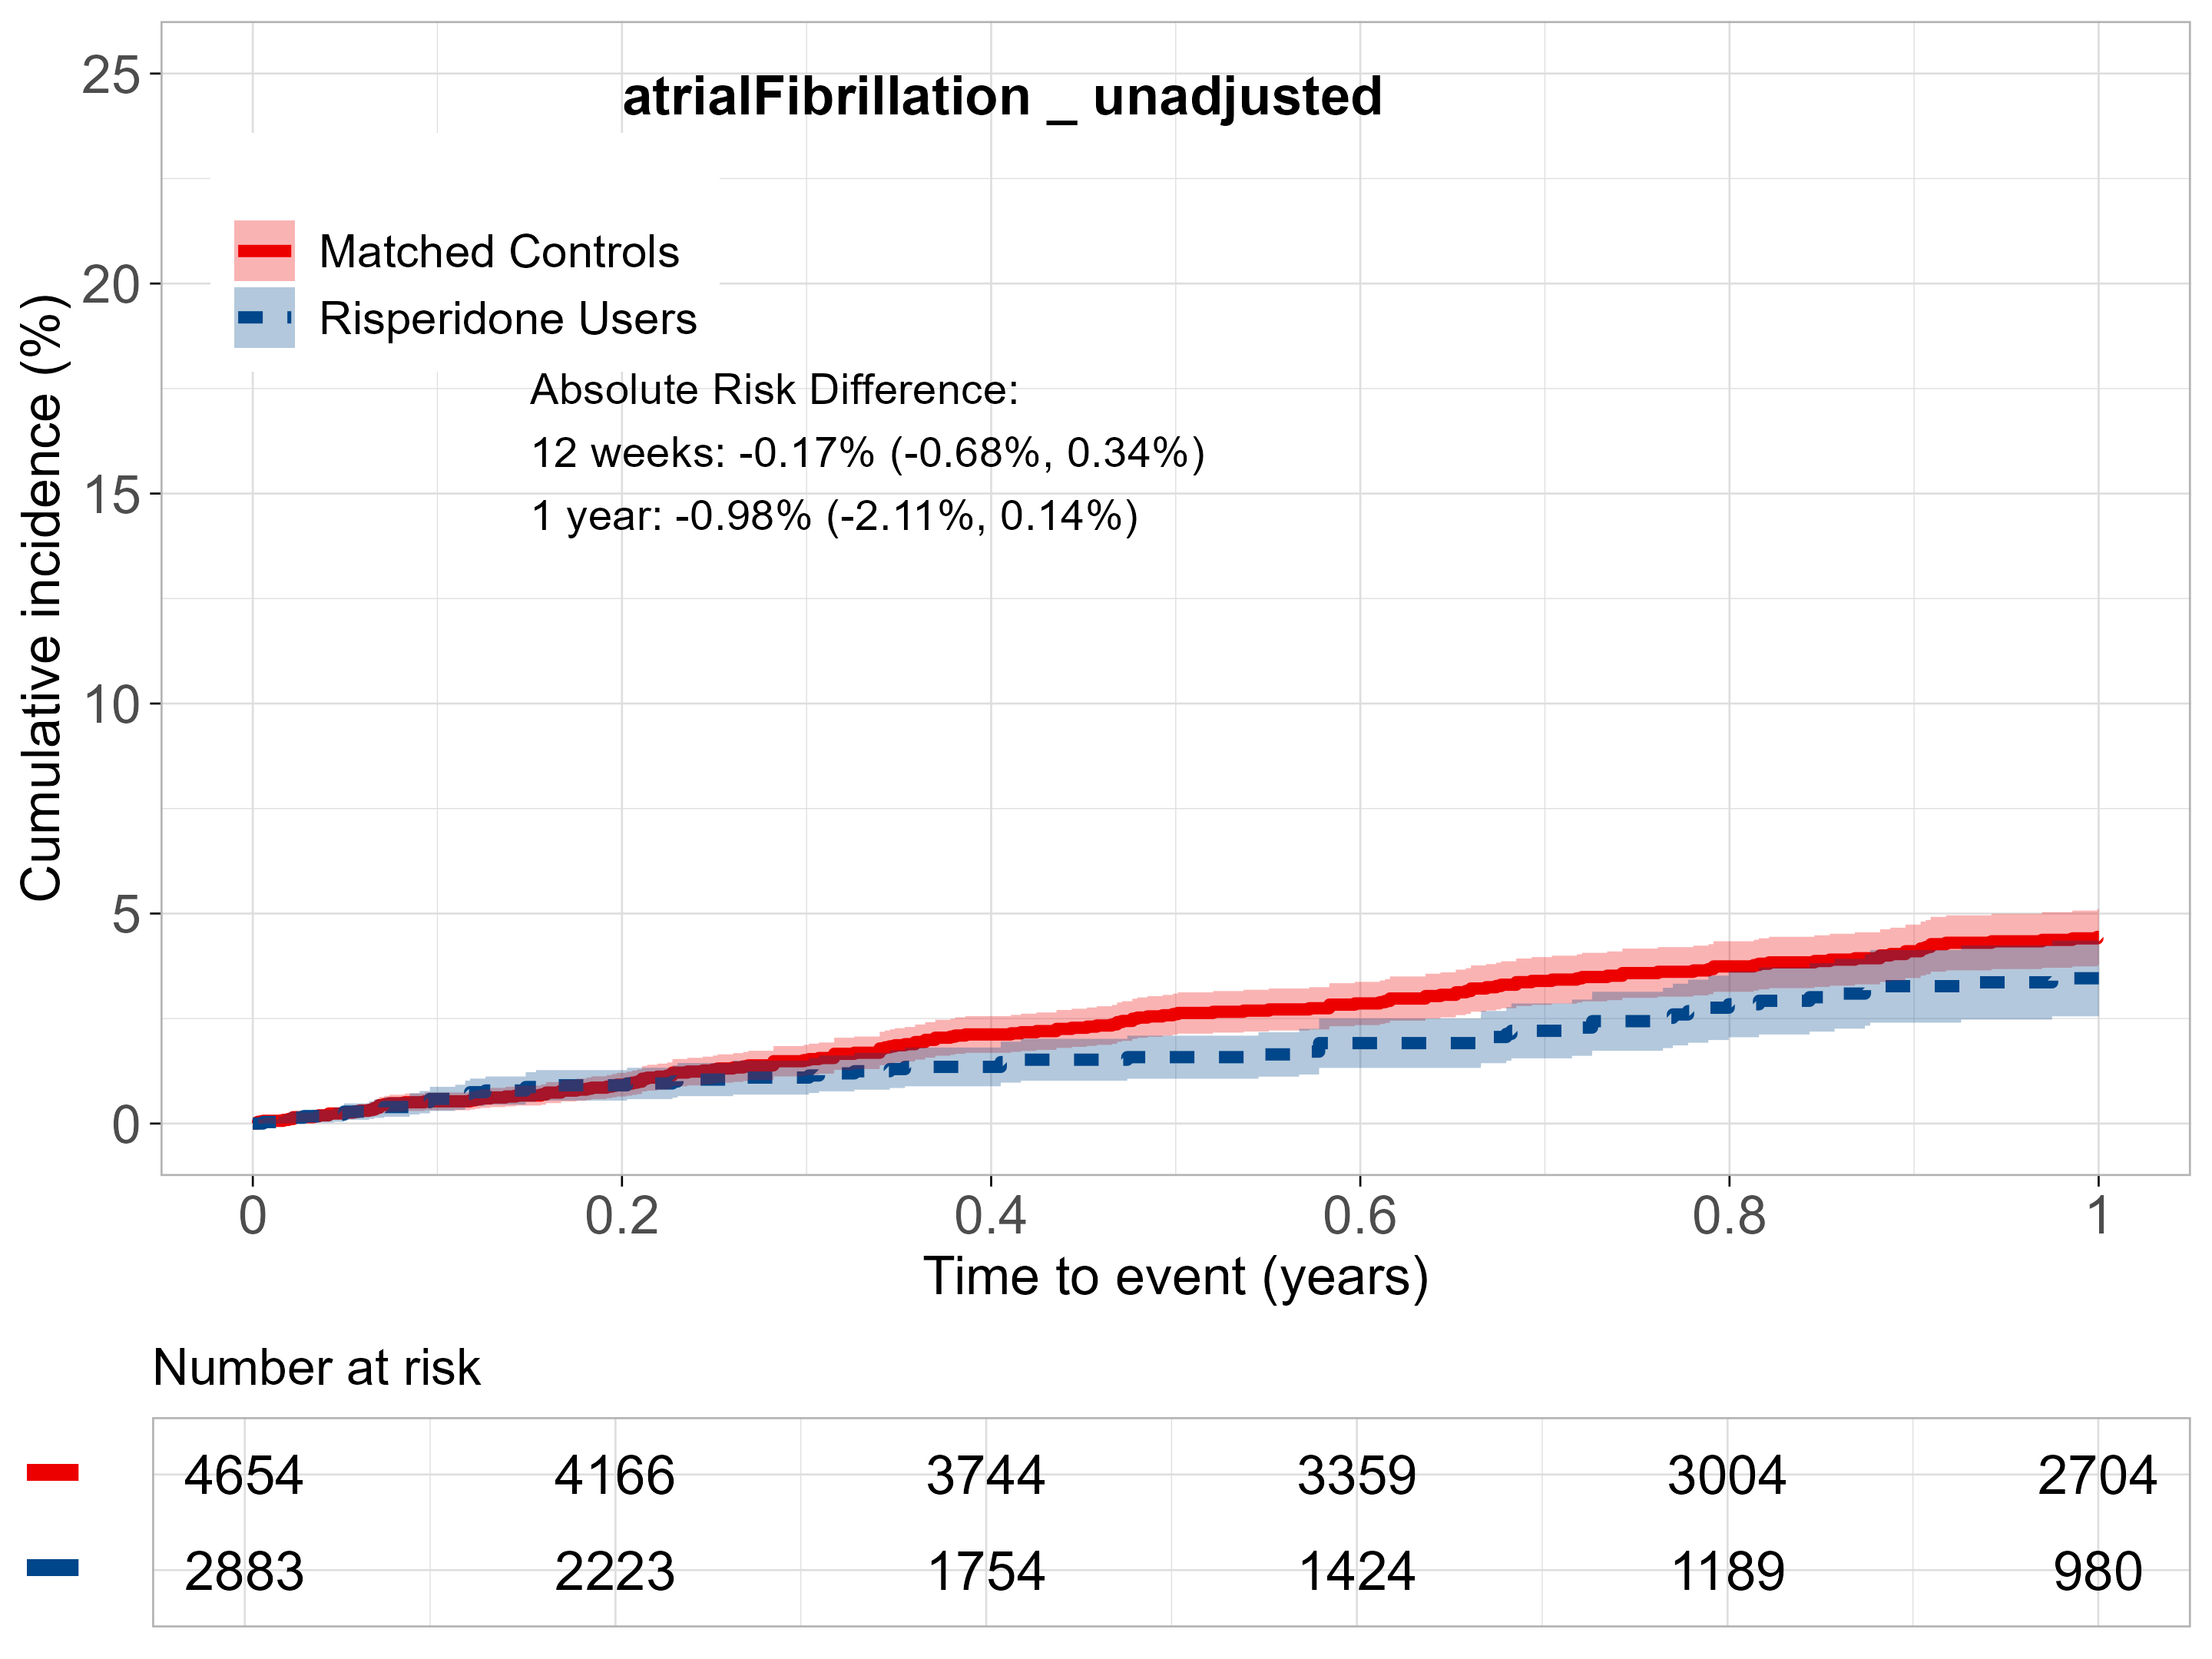 atrialFibrillation _ unadjusted
Matched Controls
Risperidone Users
Absolute Risk Difference:
12 weeks: -0.17% (-0.68%, 0.34%)
1 year: -0.98% (-2.11%, 0.14%)
Cumulative incidence (%)
25
20
15
10
5
0
0 0.2 0.4 0.6 0.8 1
Time to event (years)
Number at risk
4654 4166 3744 3359 3004 2704
2883 2223 1754 1424 1189 980